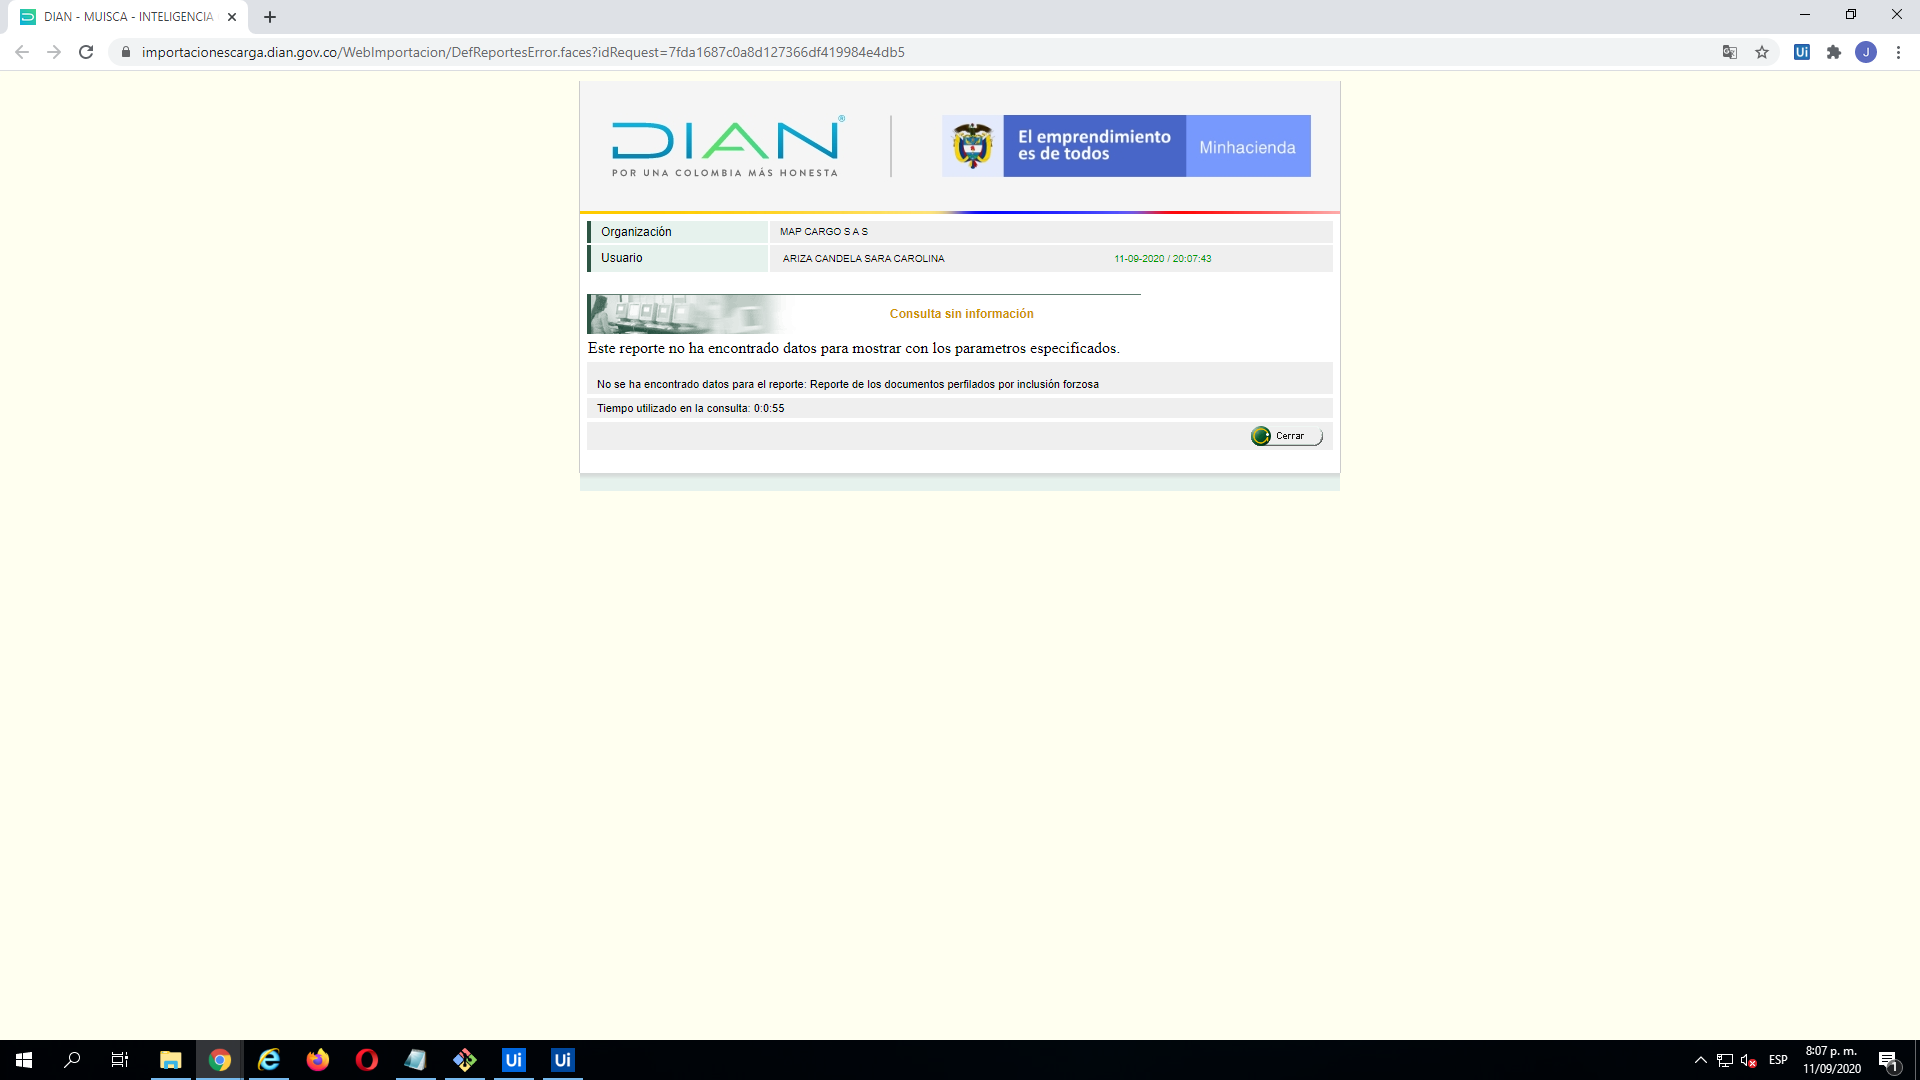 DIAN - MUISCA - INTELIGENCIA
importacionescarga.dian.gov.co/WebImportacion/DefReportesError.faces?idRequest=7fda1687c0a8d127366df419984e4db5
Ui
J
DIAN®
POR UNA COLOMBIA MÁS HONESTA
El emprendimiento
es de todos
Minhacienda
Organización
MAP CARGO S A S
Usuario
ARIZA CANDELA SARA CAROLINA
11-09-2020 / 20:07:43
Consulta sin información
Este reporte no ha encontrado datos para mostrar con los parametros especificados.
No se ha encontrado datos para el reporte: Reporte de los documentos perfilados por inclusión forzosa
Tiempo utilizado en la consulta: 0:0:55
Cerrar
Ui
Ui
ESP
8:07 p. m.
11/09/2020
1